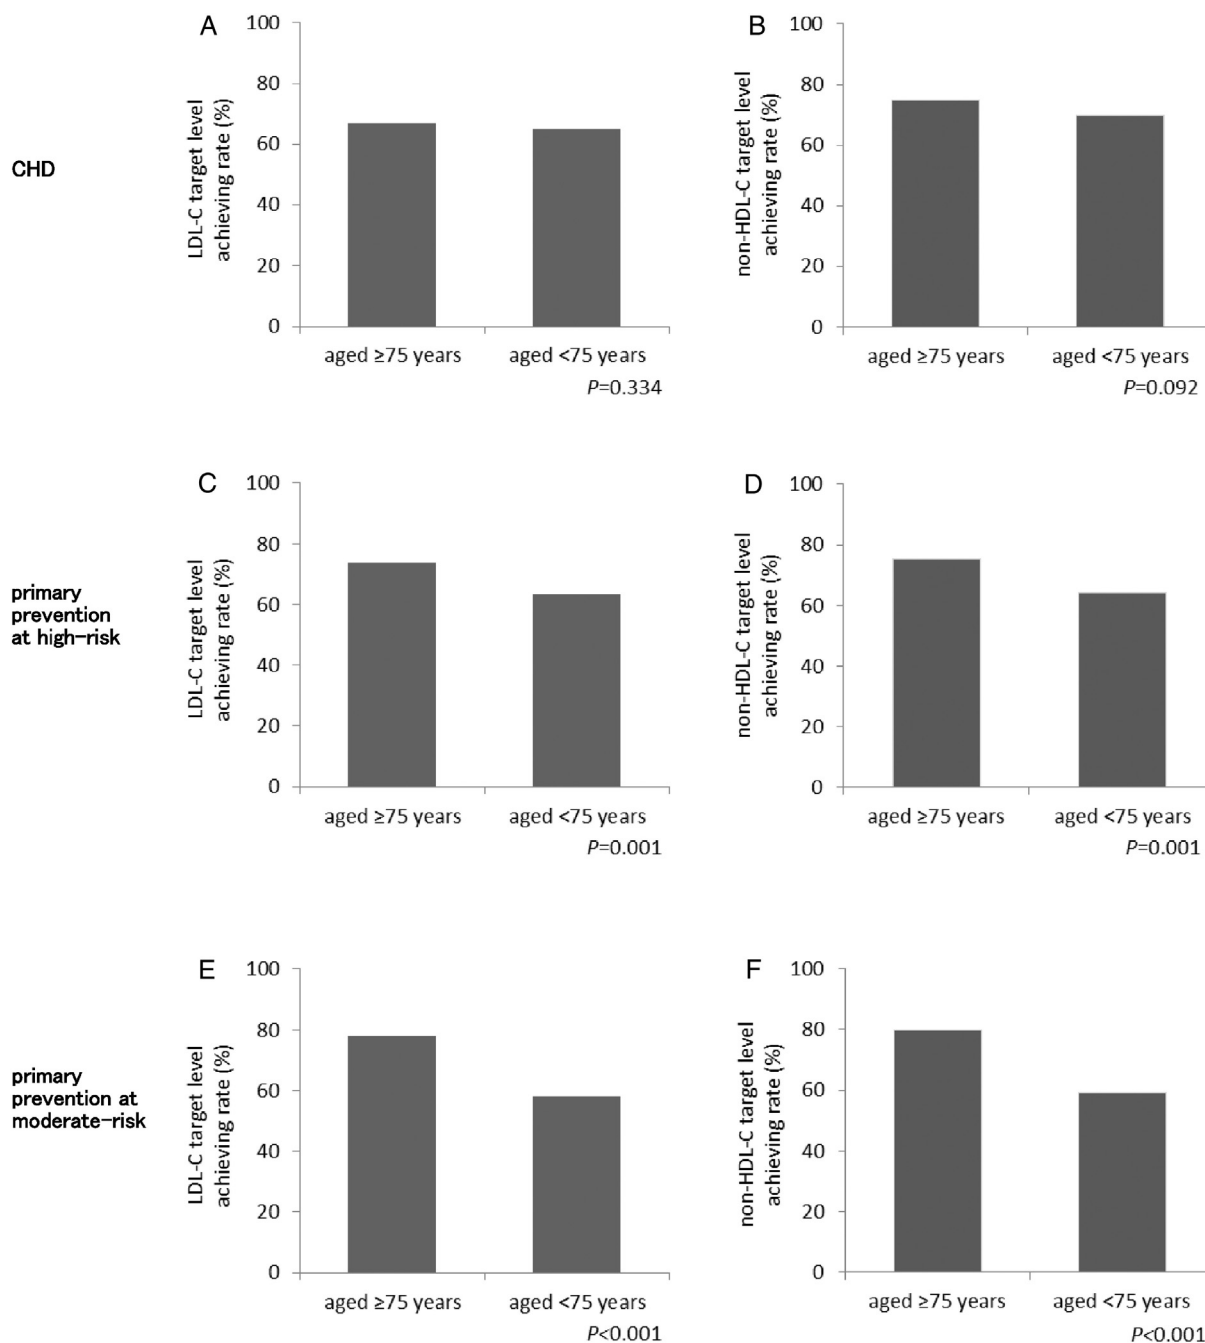 CHD
A
LDL-C target level
achieving rate (%)
100
80
60
40
20
0
aged ≥75 years
aged <75 years
P=0.334
B
non-HDL-C target level
achieving rate (%)
100
80
60
40
20
0
aged ≥75 years
aged <75 years
P=0.092
primary
prevention
at high-risk
C
LDL-C target level
achieving rate (%)
100
80
60
40
20
0
aged ≥75 years
aged <75 years
P=0.001
D
non-HDL-C target level
achieving rate (%)
100
80
60
40
20
0
aged ≥75 years
aged <75 years
P=0.001
primary
prevention at
moderate-risk
E
LDL-C target level
achieving rate (%)
100
80
60
40
20
0
aged ≥75 years
aged <75 years
P<0.001
F
non-HDL-C target level
achieving rate (%)
100
80
60
40
20
0
aged ≥75 years
aged <75 years
P<0.001